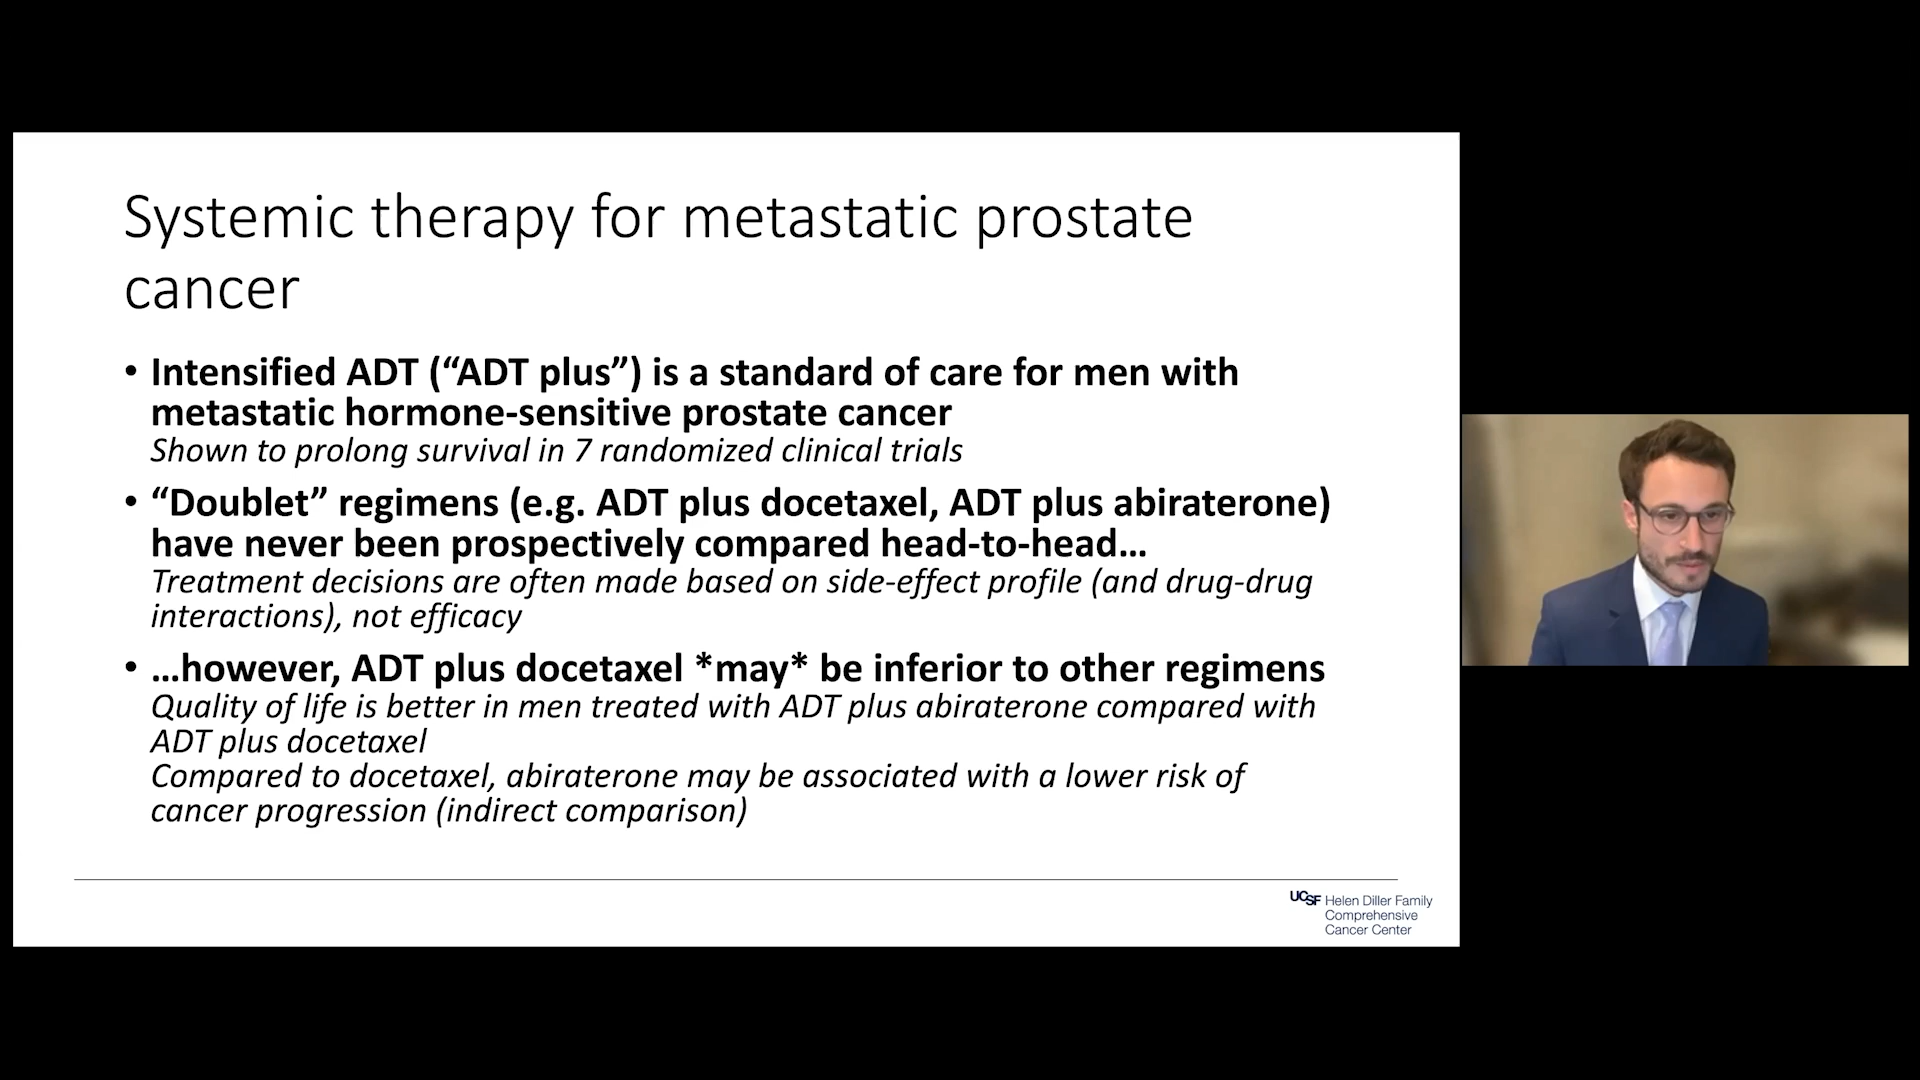 Systemic therapy for metastatic prostate
cancer
• Intensified ADT (“ADT plus”) is a standard of care for men with
metastatic hormone-sensitive prostate cancer
Shown to prolong survival in 7 randomized clinical trials
• “Doublet” regimens (e.g. ADT plus docetaxel, ADT plus abiraterone)
have never been prospectively compared head-to-head…
Treatment decisions are often made based on side-effect profile (and drug-drug
interactions), not efficacy
• …however, ADT plus docetaxel *may* be inferior to other regimens
Quality of life is better in men treated with ADT plus abiraterone compared with
ADT plus docetaxel
Compared to docetaxel, abiraterone may be associated with a lower risk of
cancer progression (indirect comparison)
UCSF Helen Diller Family
Comprehensive
Cancer Center